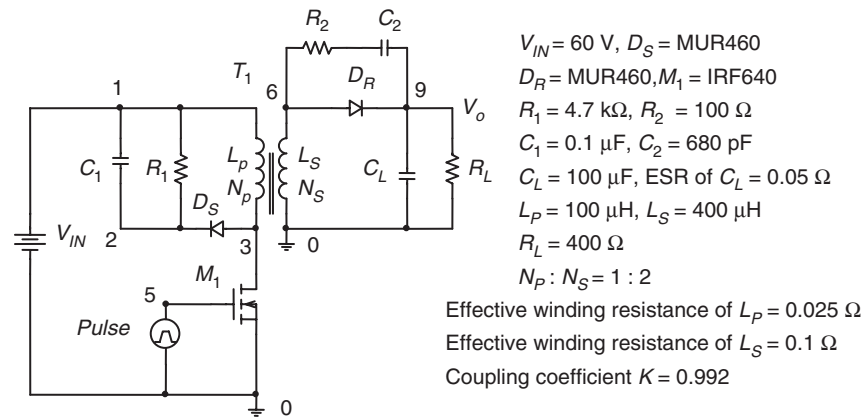 R2
C2
T1
DR
1
6
9
Vo
C1
R1
Lp
LS
CL
RL
Np
NS
DS
VIN
2
3
0
M1
5
Pulse
0
VIN = 60 V, DS = MUR460
DR = MUR460,M1 = IRF640
R1 = 4.7 kΩ, R2 = 100 Ω
C1 = 0.1 μF, C2 = 680 pF
CL = 100 μF, ESR of CL = 0.05 Ω
LP = 100 μH, LS = 400 μH
RL = 400 Ω
NP : NS = 1 : 2
Effective winding resistance of LP = 0.025 Ω
Effective winding resistance of LS = 0.1 Ω
Coupling coefficient K = 0.992